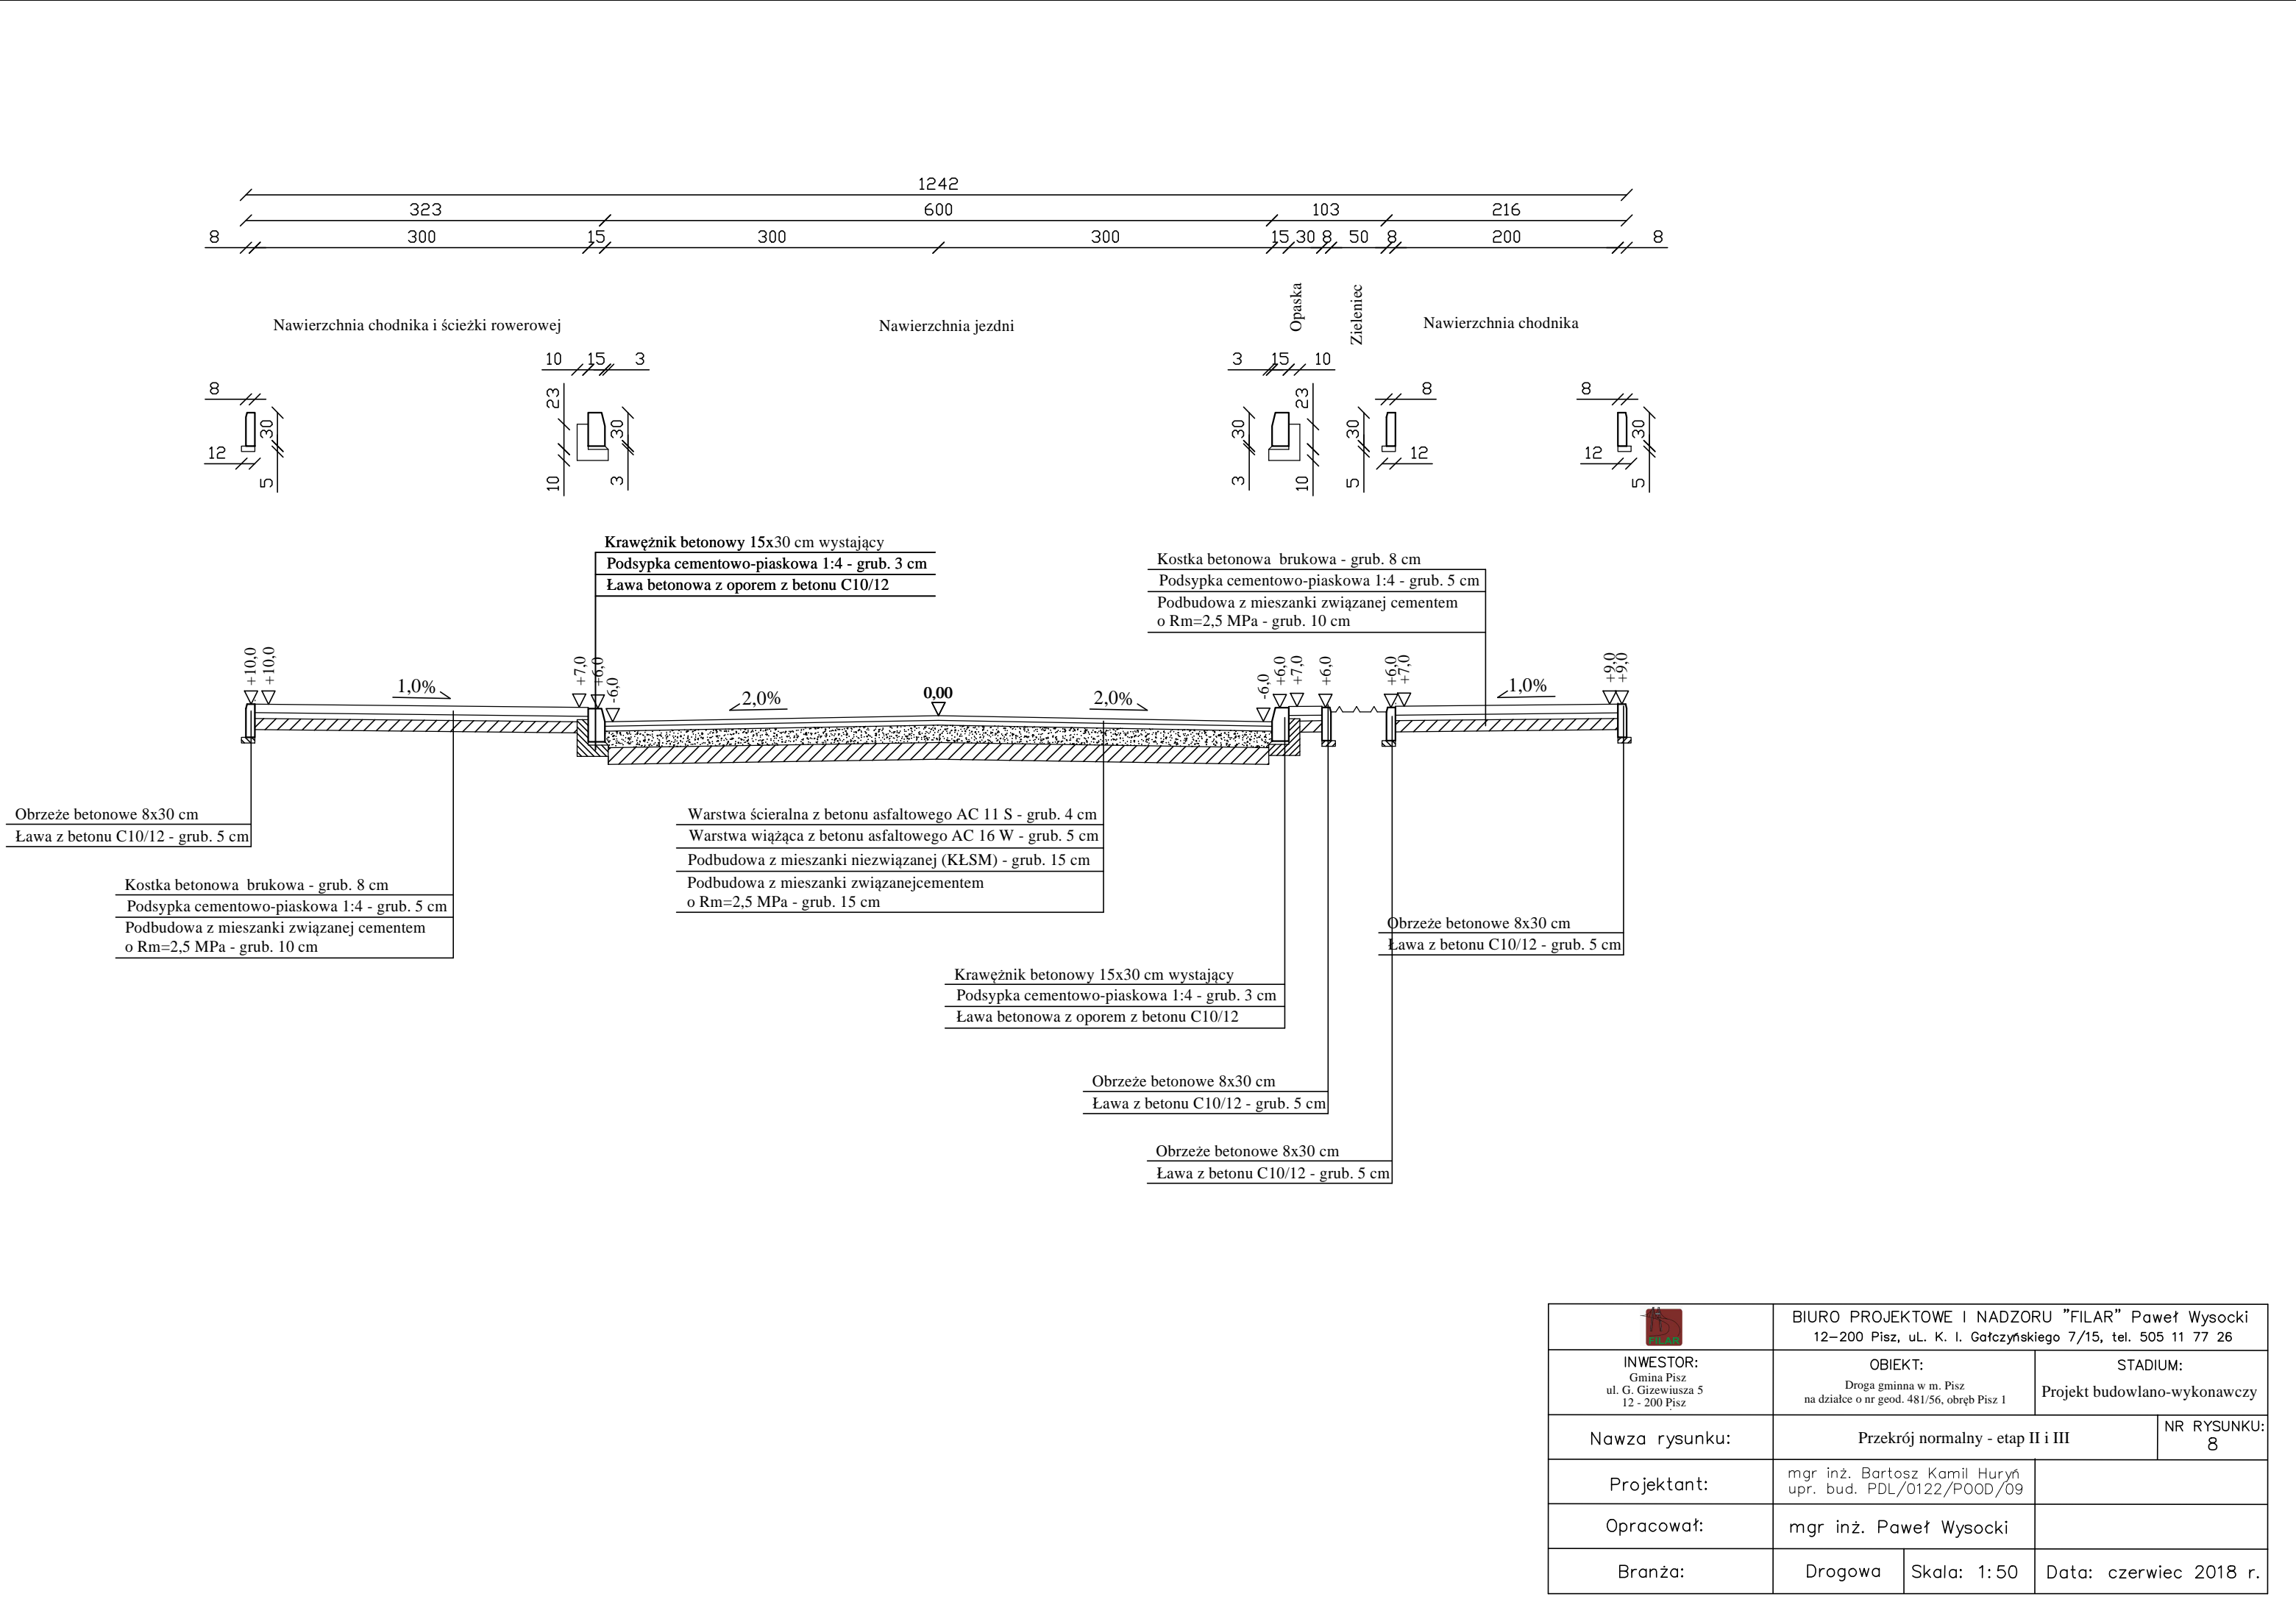 1242
323 600 103 216
8 300 15 300 300 15 30 8 50 8 200 8
Opaska
Zieleniec
Nawierzchnia chodnika i ścieżki rowerowej
Nawierzchnia jezdni
Nawierzchnia chodnika
10 15 3
3 15 10
8
30
12
5
23
30
10
3
30
23
3
10
8
30
12
5
8
30
12
5
Krawężnik betonowy 15x30 cm wystający
Podsypka cementowo-piaskowa 1:4 - grub. 3 cm
Ława betonowa z oporem z betonu C10/12
Kostka betonowa  brukowa - grub. 8 cm
Podsypka cementowo-piaskowa 1:4 - grub. 5 cm
Podbudowa z mieszanki związanej cementem
o Rm=2,5 MPa - grub. 10 cm
+10,0
+10,0
1,0%
+7,0
+6,0
-6,0
2,0%
0,00
2,0%
-6,0
+6,0
+7,0
+6,0
+6,0
+7,0
1,0%
+9,0
+9,0
Obrzeże betonowe 8x30 cm
Ława z betonu C10/12 - grub. 5 cm
Kostka betonowa  brukowa - grub. 8 cm
Podsypka cementowo-piaskowa 1:4 - grub. 5 cm
Podbudowa z mieszanki związanej cementem
o Rm=2,5 MPa - grub. 10 cm
Warstwa ścieralna z betonu asfaltowego AC 11 S - grub. 4 cm
Warstwa wiążąca z betonu asfaltowego AC 16 W - grub. 5 cm
Podbudowa z mieszanki niezwiązanej (KŁSM) - grub. 15 cm
Podbudowa z mieszanki związanejcementem
o Rm=2,5 MPa - grub. 15 cm
Obrzeże betonowe 8x30 cm
Ława z betonu C10/12 - grub. 5 cm
Krawężnik betonowy 15x30 cm wystający
Podsypka cementowo-piaskowa 1:4 - grub. 3 cm
Ława betonowa z oporem z betonu C10/12
Obrzeże betonowe 8x30 cm
Ława z betonu C10/12 - grub. 5 cm
Obrzeże betonowe 8x30 cm
Ława z betonu C10/12 - grub. 5 cm
FILAR
BIURO PROJEKTOWE I NADZORU "FILAR" Paweł Wysocki
12-200 Pisz, uL. K. I. Gałczyńskiego 7/15, tel. 505 11 77 26
INWESTOR:
Gmina Pisz
ul. G. Gizewiusza 5
12 - 200 Pisz
OBIEKT:
Droga gminna w m. Pisz
na działce o nr geod. 481/56, obręb Pisz 1
STADIUM:
Projekt budowlano-wykonawczy
Nawza rysunku:
Przekrój normalny - etap II i III
NR RYSUNKU:
8
Projektant:
mgr inż. Bartosz Kamil Huryń
upr. bud. PDL/0122/POOD/09
Opracował:
mgr inż. Paweł Wysocki
Branża:
Drogowa
Skala: 1:50
Data: czerwiec 2018 r.